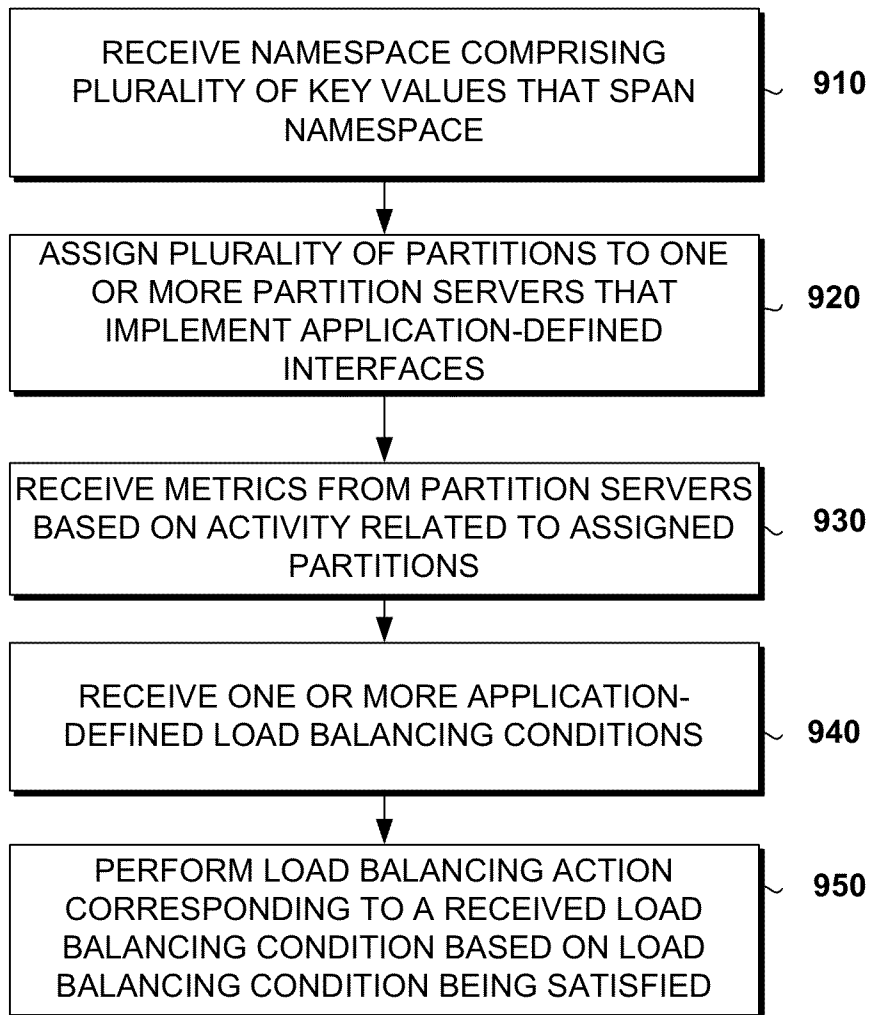 RECEIVE NAMESPACE COMPRISING
PLURALITY OF KEY VALUES THAT SPAN
NAMESPACE
910
ASSIGN PLURALITY OF PARTITIONS TO ONE
OR MORE PARTITION SERVERS THAT
IMPLEMENT APPLICATION-DEFINED
INTERFACES
920
RECEIVE METRICS FROM PARTITION SERVERS
BASED ON ACTIVITY RELATED TO ASSIGNED
PARTITIONS
930
RECEIVE ONE OR MORE APPLICATION-
DEFINED LOAD BALANCING CONDITIONS
940
PERFORM LOAD BALANCING ACTION
CORRESPONDING TO A RECEIVED LOAD
BALANCING CONDITION BASED ON LOAD
BALANCING CONDITION BEING SATISFIED
950